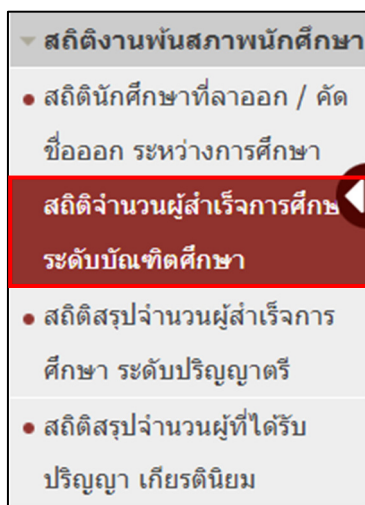 สถิติงานพ้นสภาพนักศึกษา
สถิตินักศึกษาที่ลาออก / คัด
ชื่อออก ระหว่างการศึกษา
สถิติจำนวนผู้สำเร็จการศึกษ
ระดับบัณฑิตศึกษา
สถิติสรุปจำนวนผู้สำเร็จการ
ศึกษา ระดับปริญญาตรี
สถิติสรุปจำนวนผู้ที่ได้รับ
ปริญญา เกียรตินิยม